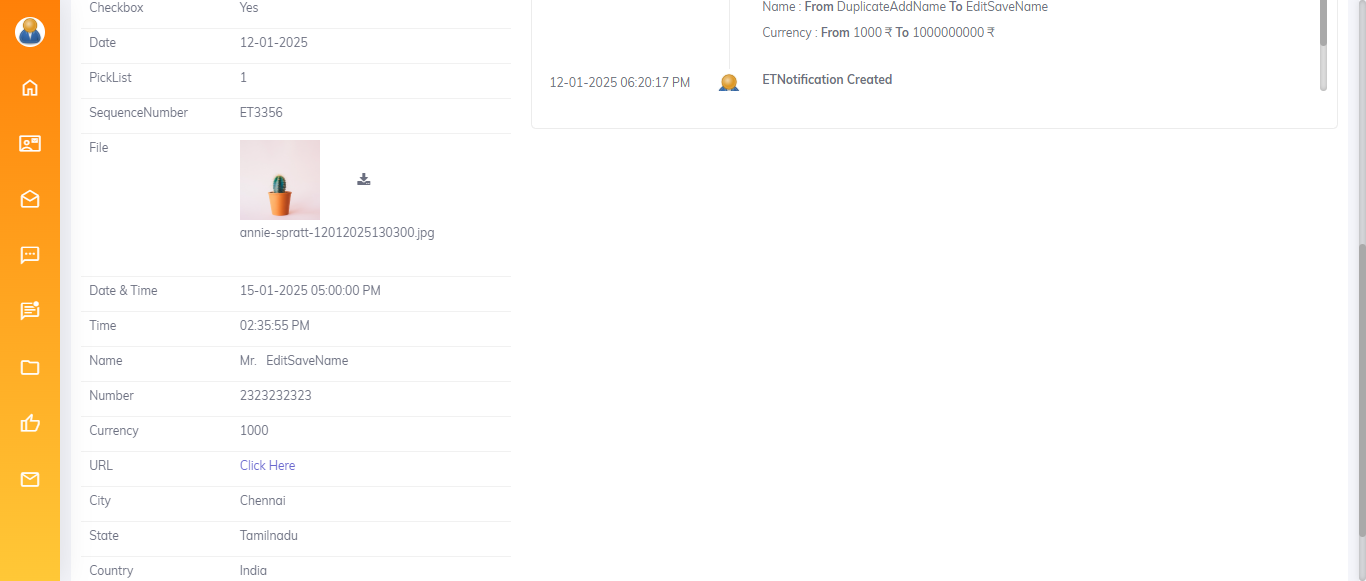 Checkbox Yes
Date 12-01-2025
PickList 1
SequenceNumber ET3356
File
annie-spratt-12012025130300.jpg
Date & Time 15-01-2025 05:00:00 PM
Time 02:35:55 PM
Name Mr. EditSaveName
Number 2323232323
Currency 1000
URL Click Here
City Chennai
State Tamilnadu
Country India
Name : From DuplicateAddName To EditSaveName
Currency : From 1000 ₹ To 1000000000 ₹
12-01-2025 06:20:17 PM ETNotification Created